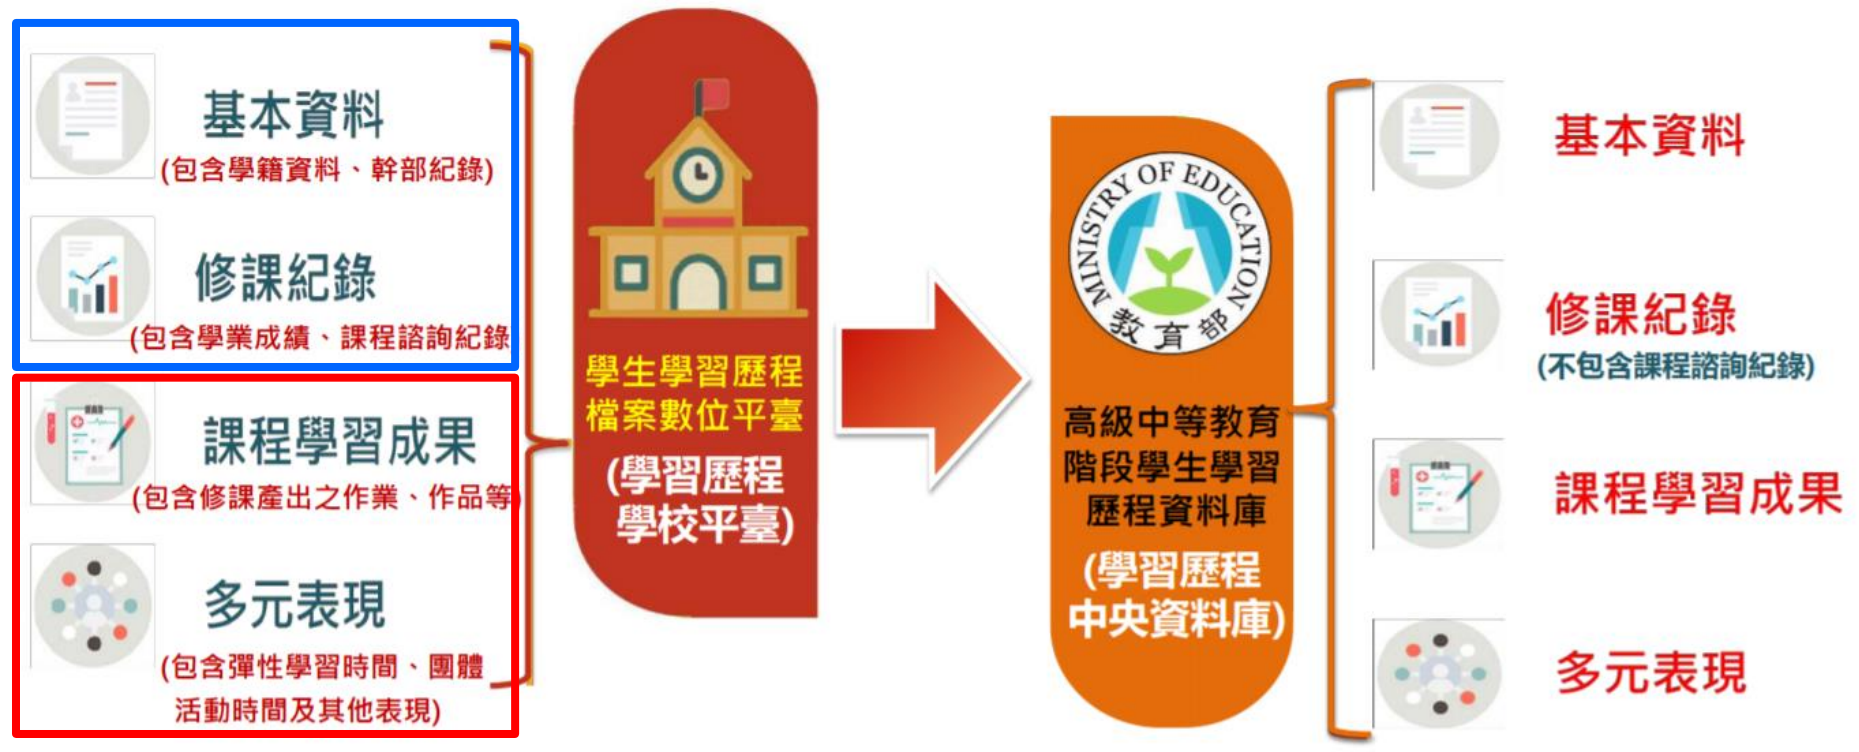 基本資料
(包含學籍資料、幹部紀錄)
修課紀錄
(包含學業成績、課程諮詢紀錄
課程學習成果
(包含修課產出之作業、作品等)
多元表現
(包含彈性學習時間、團體
活動時間及其他表現)
學生學習歷程
檔案數位平臺
(學習歷程
學校平臺)
MINISTRY OF EDUCATION
教育部
高級中等教育
階段學生學習
歷程資料庫
(學習歷程
中央資料庫)
基本資料
修課紀錄
(不包含課程諮詢紀錄)
課程學習成果
多元表現